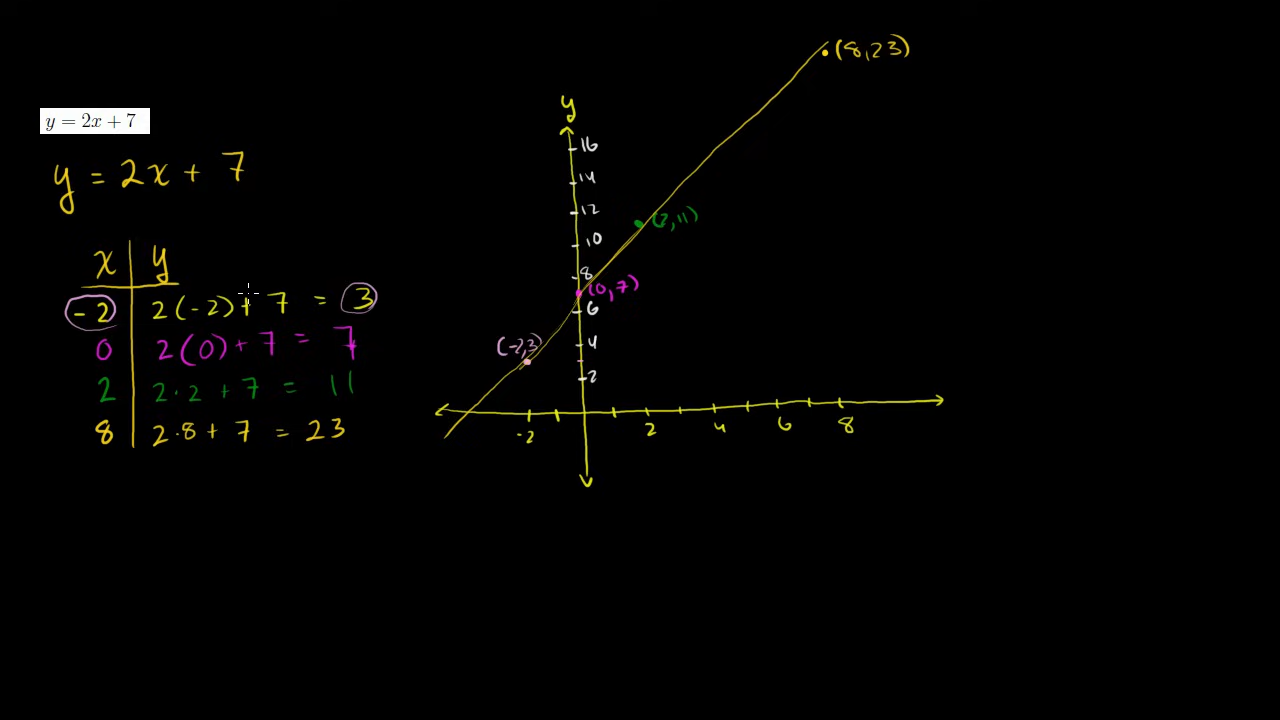 y = 2x + 7
y = 2x + 7
x y
-2 2(-2)+ 7 = 3
0 2(0) + 7 = 7
2 2·2 + 7 = 11
8 2·8 + 7 = 23
(8,23)
y
16
14
12
(2,11)
10
8
(0,7)
6
4
(-2,3)
2
-2 2 4 6 8